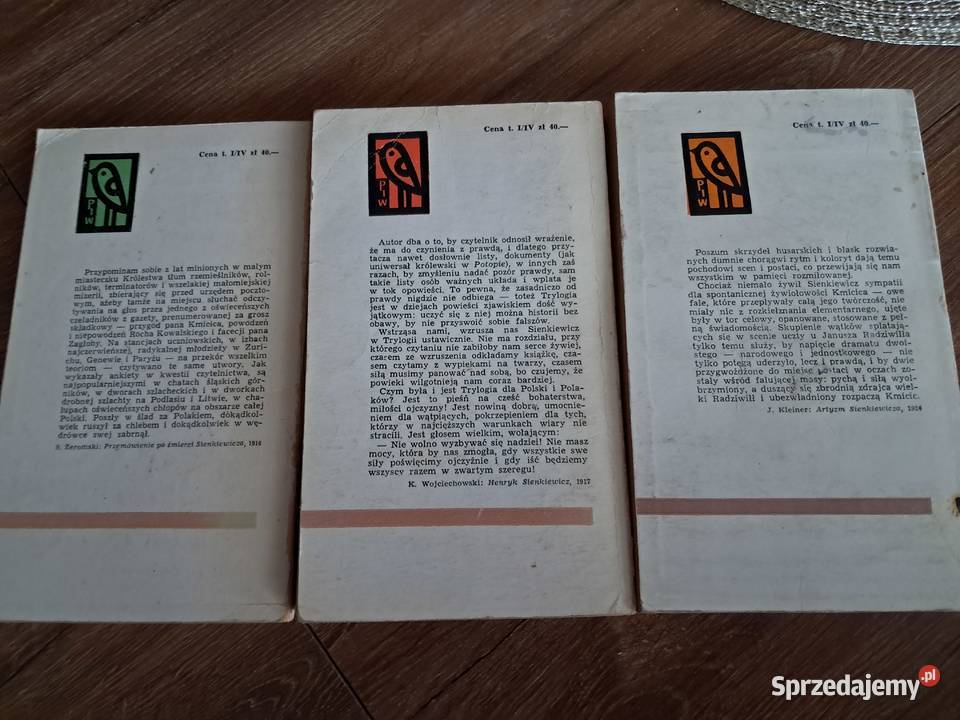 Cena t. I/IV zł 40.—
PIW
Przypominam sobie z lat minionych w małym
miasteczku Królestwa tłum rzemieślników, rol-
ników, terminatorów i wszelakiej małomiejskiej
mizerii, zbierający się przed urzędem poczto-
wym, ażeby tamże na miejscu słuchać odczy-
tywania na głos przez jednego z oświeceńszych
czeladników z gazety, prenumerowanej za grosz
składkowy — przygód pana Kmicica, powodzeń
i niepowodzeń Rocha Kowalskiego i facecji pana
Zagłoby. Na stancjach uczniowskich, w izbach
najczerwieńszej, radykalnej młodzieży w Zuri-
chu, Genewie i Paryżu — na przekór wszelkim
teoriom — czytywano te same utwory. Jak
wykazały ankiety w kwestii czytelnictwa, są
najpopularniejszymi w chatach śląskich gór-
ników, w dworach szlacheckich i w dworkach
drobnej szlachty na Podlasiu i Litwie, w cha-
łupach oświeceńszych chłopów na obszarze całej
Polski. Poszły w ślad za Polakiem, dokądkol-
wiek ruszył za chlebem i dokądkolwiek w wę-
drówce swej zabrnął.
S. Żeromski: Przymówienie po śmierci Sienkiewicza, 1916
Cena t. I/IV zł 40.—
PIW
Autor dba o to, by czytelnik odnosił wrażenie,
że ma do czynienia z prawdą, i dlatego przy-
tacza nawet dosłownie listy, dokumenty (jak
uniwersał królewski w Potopie), w innych zaś
razach, by zmyśleniu nadać pozór prawdy, sam
takie listy osób ważnych układa i wplata je
w tok opowieści. To pewna, że zasadniczo od
prawdy nigdzie nie odbiega — toteż Trylogia
jest w dziejach powieści zjawiskiem dość wy-
jątkowym: uczyć się z niej można historii bez
obawy, by nie przyswoić sobie fałszów.
Wstrząsa nami, wzrusza nas Sienkiewicz
w Trylogii ustawicznie. Nie ma rozdziału, przy
którego czytaniu nie zabiłoby nam serce żywiej,
czasem ze wzruszenia odkładamy książkę, cza-
sem czytamy z wypiekami na twarzy, czasem
siłą musimy panować nad sobą, bo czujemy, że
powieki wilgotnieją nam coraz bardziej.
Czym była i jest Trylogia dla Polski i Pola-
ków? Jest to pieśń na cześć bohaterstwa,
miłości ojczyzny! Jest nowiną dobrą, umocnie-
niem dla wątpiących, pokrzepieniem dla tych,
którzy w najcięższych warunkach wiary nie
stracili. Jest głosem wielkim, wołającym:
— Nie wolno wyzbywać się nadziei! Nie masz
mocy, która by nas zmogła, gdy wszystkie swe
siły poświęcimy ojczyźnie i gdy iść będziemy
wszyscy razem w zwartym szeregu!
K. Wojciechowski: Henryk Sienkiewicz, 1917
Cena t. I/IV zł 40.—
PIW
Poszum skrzydeł husarskich i blask rozwia-
nych dumnie chorągwi rytm i koloryt dają temu
pochodowi scen i postaci, co przewijają się nam
wszystkim w pamięci rozmiłowanej.
Chociaż niemało żywił Sienkiewicz sympatii
dla spontanicznej żywiołowości Kmicica — owe
fale, które przepływały całą jego twórczość, nie
miały nic z rozkiełznania elementarnego, ujęte
były w tor celowy, opanowane, stosowane z peł-
ną świadomością. Skupienie wątków splatają-
cych się w scenie uczty u Janusza Radziwiłła
tylko temu służy, by napięcie dramatu dwoi-
stego — narodowego i jednostkowego — nie
tylko potęgą uderzyło, lecz i prawdą, i by dwie
przygwożdżone do miejsc postaci w oczach zo-
stały wśród falującej masy: pychą i siłą wyol-
brzymiony, a duszący się zbrodnią zdrajca wiel-
ki Radziwiłł i ubezwładniony rozpaczą Kmicic.
J. Kleiner: Artyzm Sienkiewicza, 1924
Sprzedajemy.pl